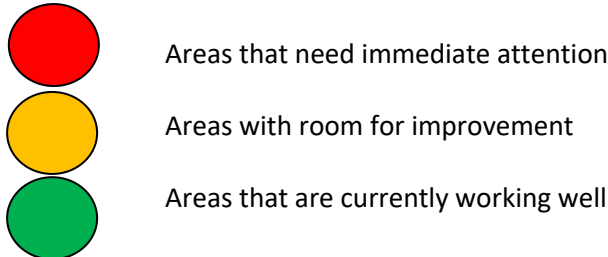 Areas that need immediate attention
Areas with room for improvement
Areas that are currently working well